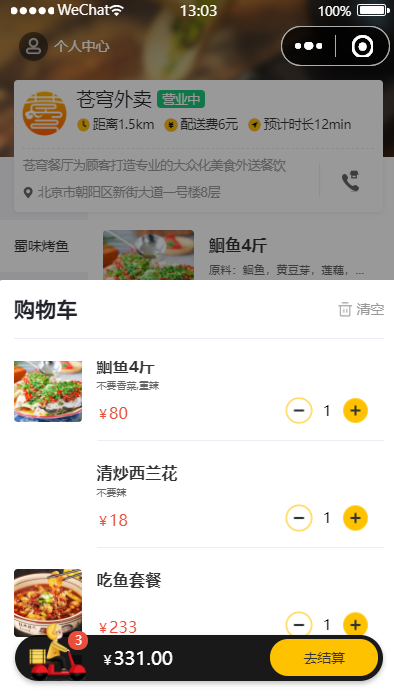 WeChat 13:03 100%
个人中心
苍穹外卖 营业中
距离1.5km 配送费6元 预计时长12min
苍穹餐厅为顾客打造专业的大众化美食外送餐饮
北京市朝阳区新街大道一号楼8层
蜀味烤鱼
鮰鱼4斤
原料：鮰鱼，黄豆芽，莲藕，...
购物车 清空
鮰鱼4斤
不要香菜,重辣
¥80 1
清炒西兰花
不要辣
¥18 1
吃鱼套餐
¥233 1
3 ¥331.00 去结算